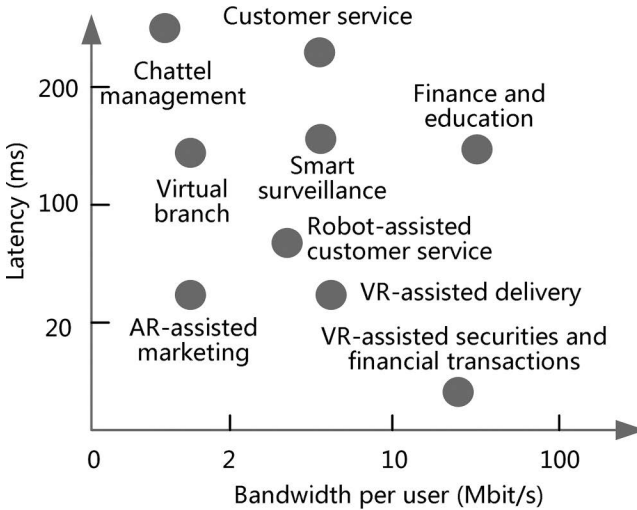 Customer service
Chattel
management
200
Finance and
education
Smart
surveillance
Virtual
branch
100
Latency (ms)
Robot-assisted
customer service
VR-assisted delivery
20
AR-assisted
marketing
VR-assisted securities and
financial transactions
0
2
10
100
Bandwidth per user (Mbit/s)